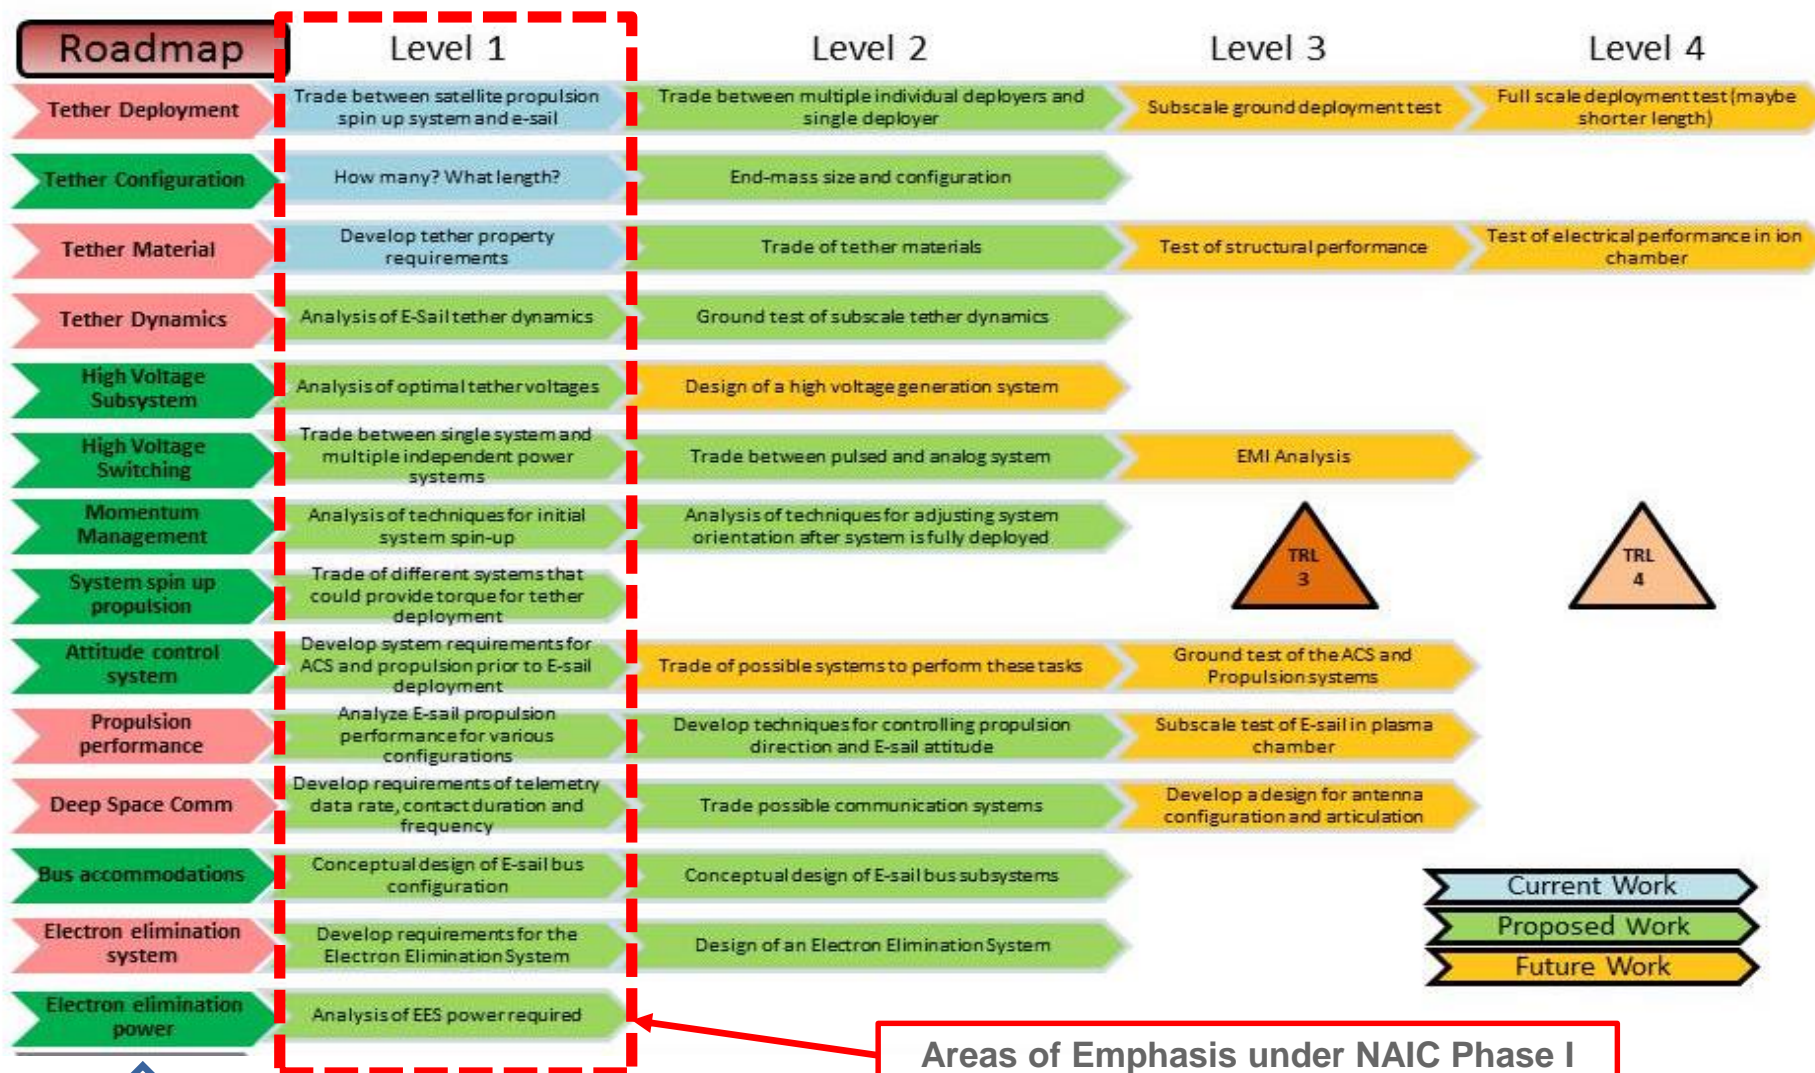 Roadmap
Level 1
Level 2
Level 3
Level 4
Tether Deployment
Trade between satellite propulsion
spin up system and e-sail
Trade between multiple individual deployers and
single deployer
Subscale ground deployment test
Full scale deployment test (maybe
shorter length)
Tether Configuration
How many? What length?
End-mass size and configuration
Tether Material
Develop tether property
requirements
Trade of tether materials
Test of structural performance
Test of electrical performance in ion
chamber
Tether Dynamics
Analysis of E-Sail tether dynamics
Ground test of subscale tether dynamics
High Voltage
Subsystem
Analysis of optimal tether voltages
Design of a high voltage generation system
High Voltage
Switching
Trade between single system and
multiple independent power
systems
Trade between pulsed and analog system
EMI Analysis
Momentum
Management
Analysis of techniques for initial
system spin-up
Analysis of techniques for adjusting system
orientation after system is fully deployed
TRL
3
TRL
4
System spin up
propulsion
Trade of different systems that
could provide torque for tether
deployment
Attitude control
system
Develop system requirements for
ACS and propulsion prior to E-sail
deployment
Trade of possible systems to perform these tasks
Ground test of the ACS and
Propulsion systems
Propulsion
performance
Analyze E-sail propulsion
performance for various
configurations
Develop techniques for controlling propulsion
direction and E-sail attitude
Subscale test of E-sail in plasma
chamber
Deep Space Comm
Develop requirements of telemetry
data rate, contact duration and
frequency
Trade possible communication systems
Develop a design for antenna
configuration and articulation
Bus accommodations
Conceptual design of E-sail bus
configuration
Conceptual design of E-sail bus subsystems
Current Work
Proposed Work
Future Work
Electron elimination
system
Develop requirements for the
Electron Elimination System
Design of an Electron Elimination System
Electron elimination
power
Analysis of EES power required
Areas of Emphasis under NAIC Phase I